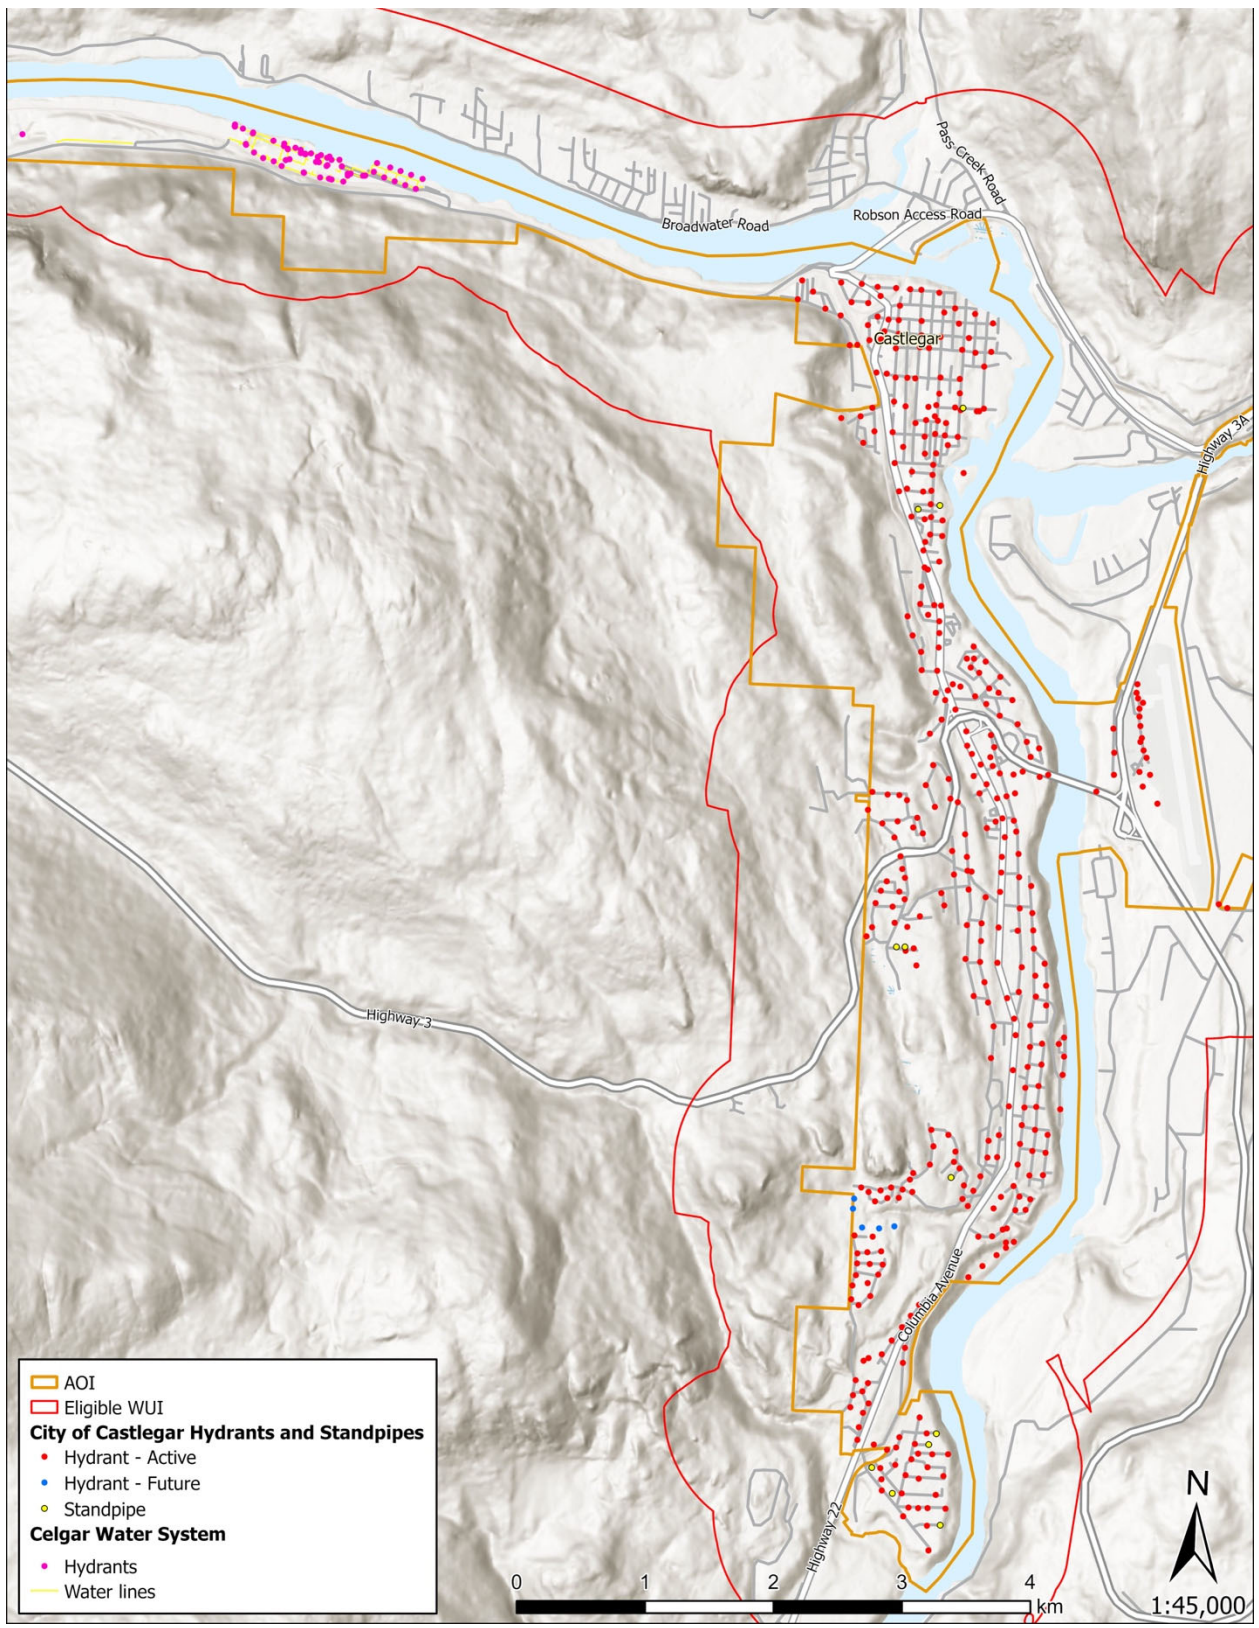 Pass Creek Road
Robson Access Road
Broadwater Road
Castlegar
Highway 3A
Highway 3
Columbia Avenue
Highway 22
AOI
Eligible WUI
City of Castlegar Hydrants and Standpipes
Hydrant - Active
Hydrant - Future
Standpipe
Celgar Water System
Hydrants
Water lines
0 1 2 3 4
km
N
1:45,000